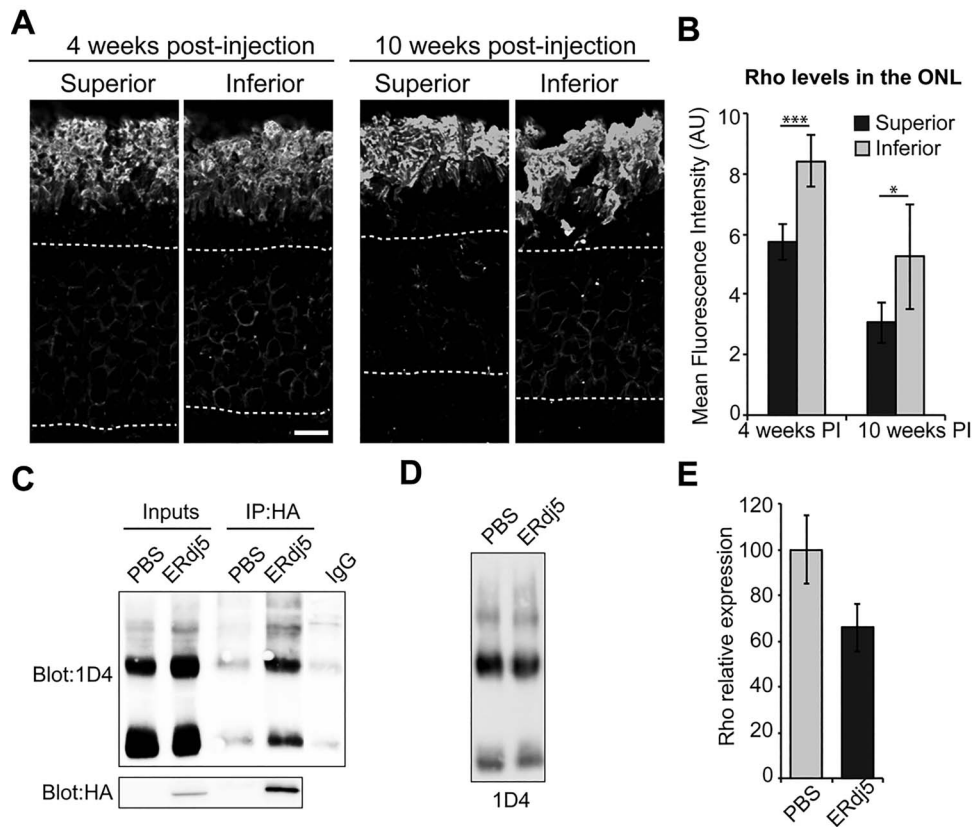 A
4 weeks post-injection
10 weeks post-injection
Superior
Inferior
Superior
Inferior
B
Rho levels in the ONL
Mean Fluorescence Intensity (AU)
10
8
6
4
2
0
***
*
Superior
Inferior
4 weeks PI
10 weeks PI
C
Inputs
IP:HA
PBS
ERdj5
PBS
ERdj5
IgG
Blot:1D4
Blot:HA
D
PBS
ERdj5
1D4
E
Rho relative expression
120
100
80
60
40
20
0
PBS
ERdj5